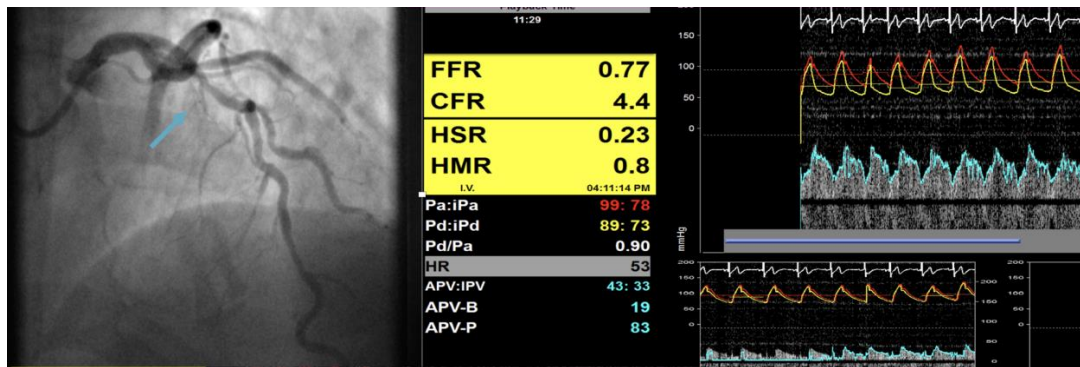 Playback Time
11:29
FFR 0.77
CFR 4.4
HSR 0.23
HMR 0.8
I.V. 04:11:14 PM
Pa:iPa 99: 78
Pd:iPd 89: 73
Pd/Pa 0.90
HR 53
APV:IPV 43: 33
APV-B 19
APV-P 83
150
100
50
0
mmHg
200
150
100
50
0
200
150
100
50
0
200
150
100
50
0